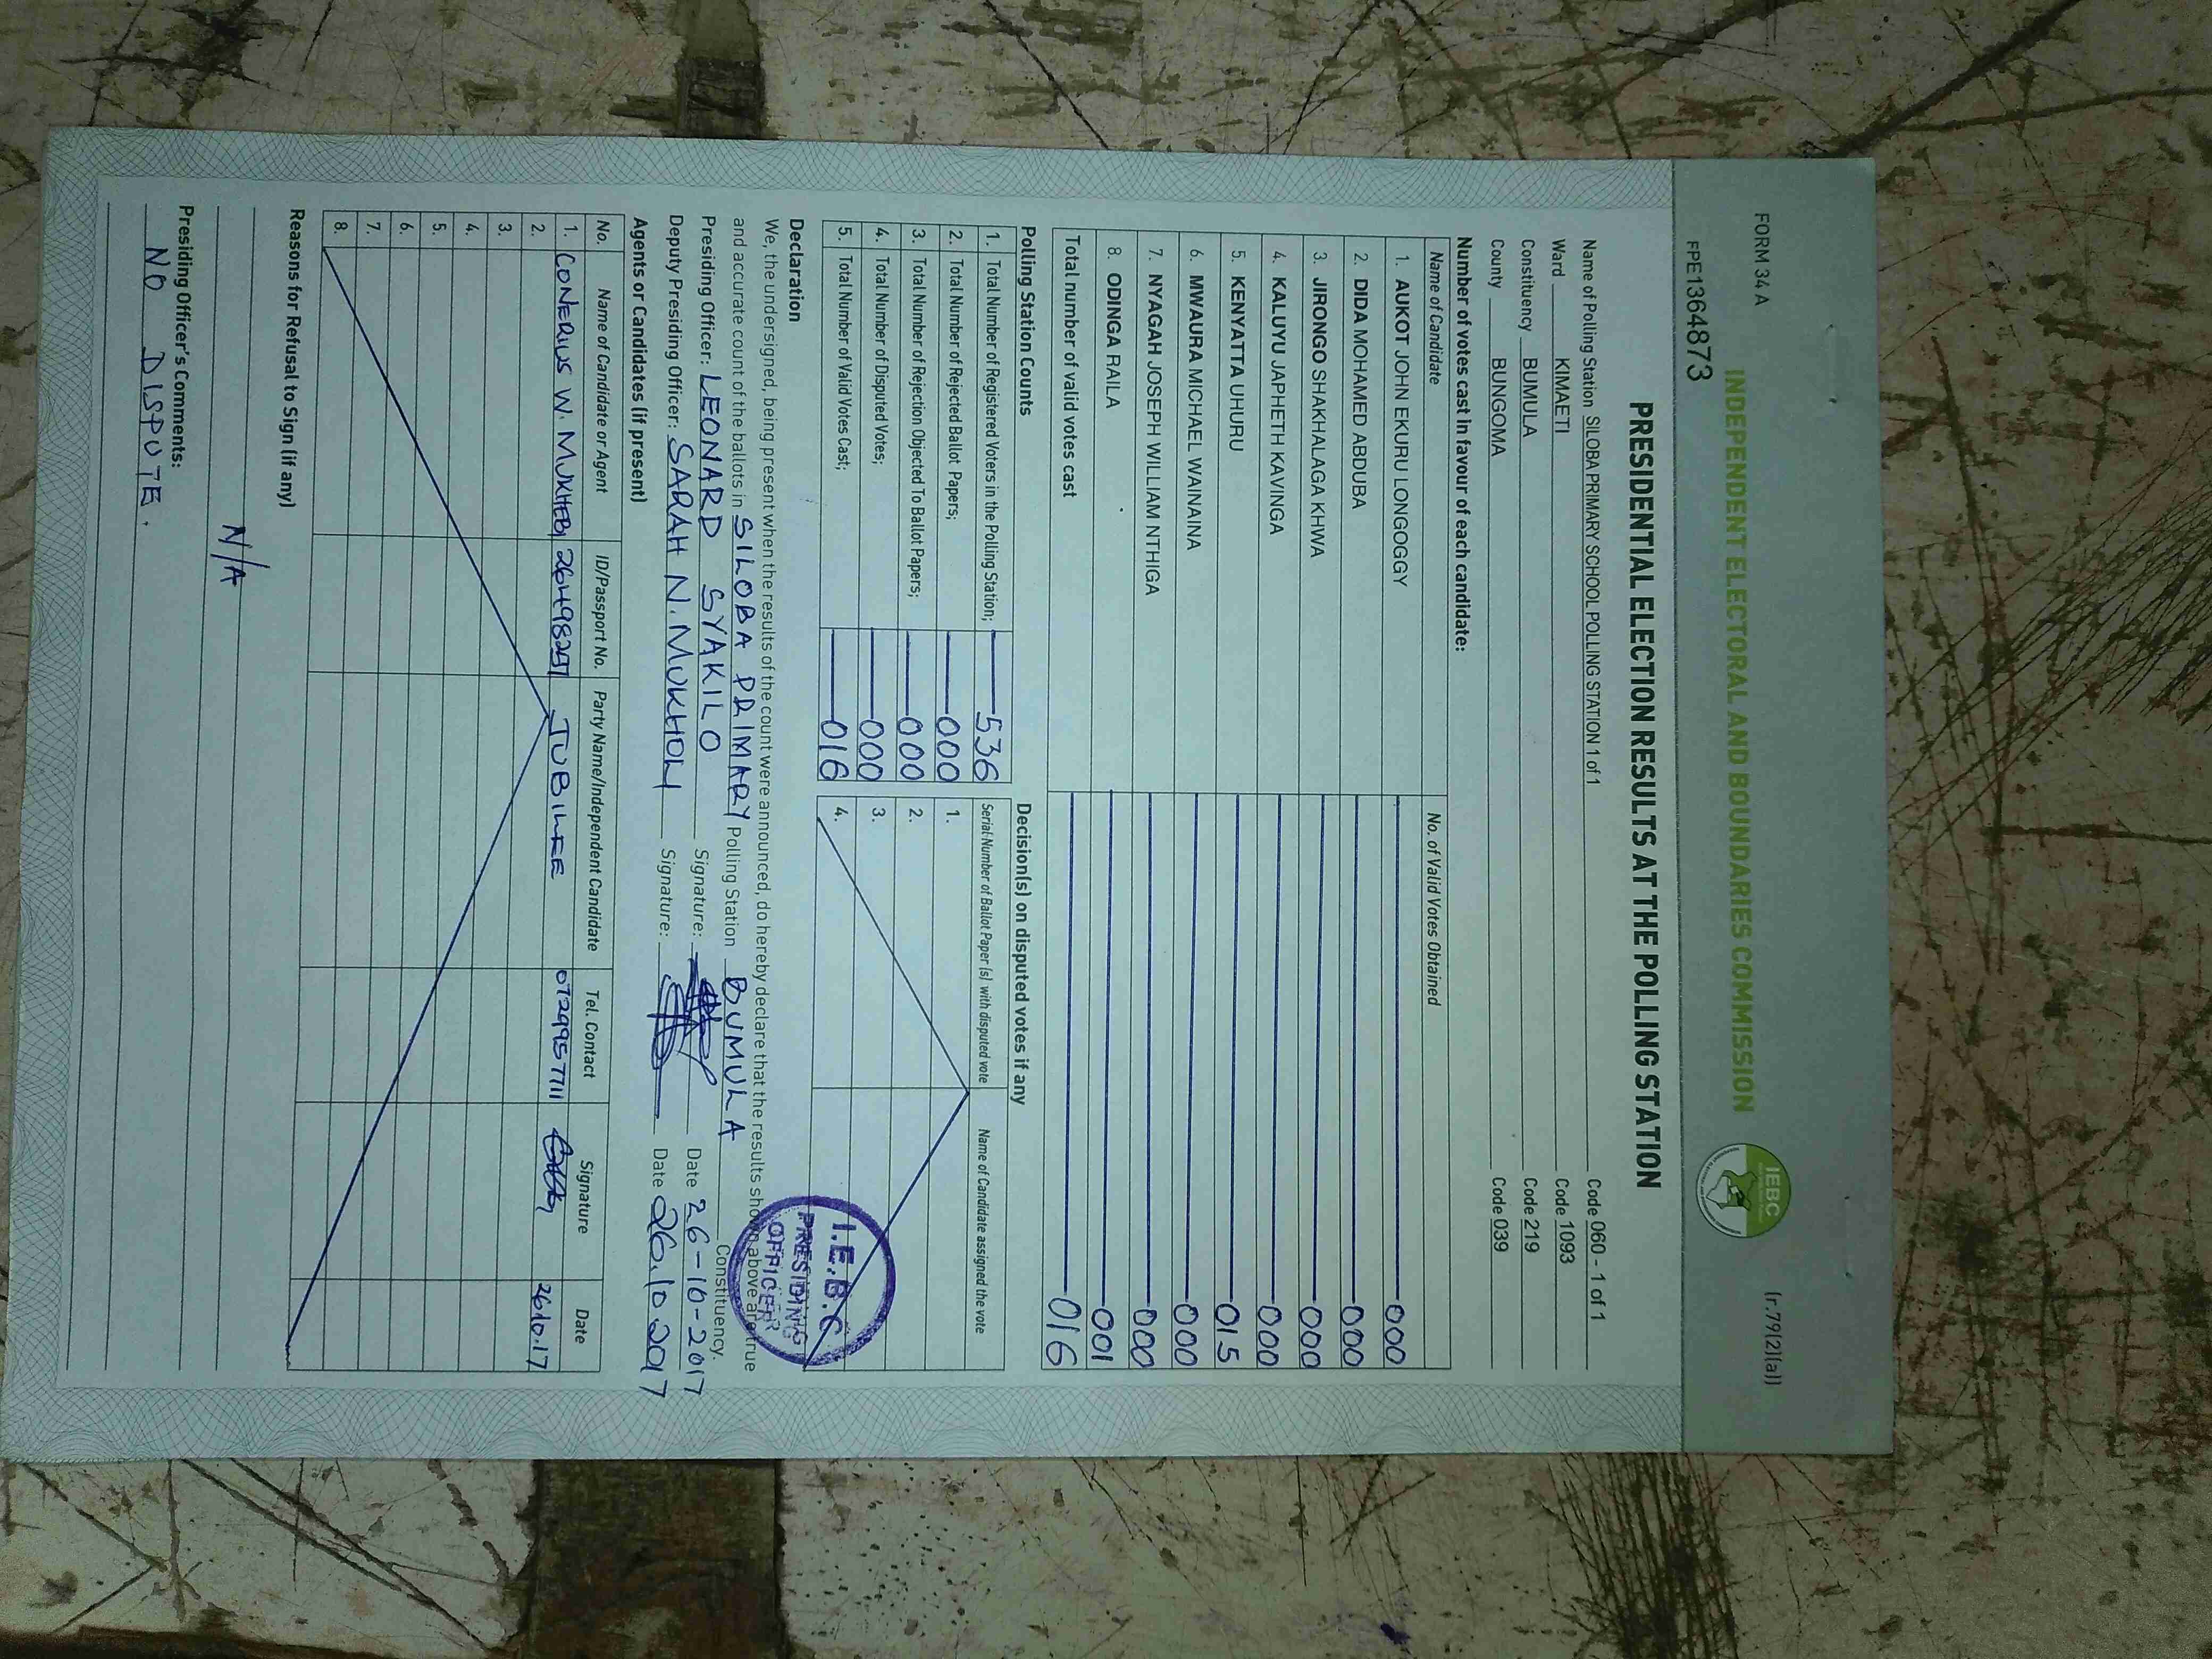 FORM 34 A
(r.79(2)(a))
INDEPENDENT ELECTORAL AND BOUNDARIES COMMISSION
IEBC
FPE1364873
PRESIDENTIAL ELECTION RESULTS AT THE POLLING STATION
Name of Polling Station SILOBA PRIMARY SCHOOL POLLING STATION 1 of 1 Code 060 - 1 of 1
Ward KIMAETI Code 1093
Constituency BUMULA Code 219
County BUNGOMA Code 039
Number of votes cast in favour of each candidate:
Name of Candidate No. of Valid Votes Obtained
1. AUKOT JOHN EKURU LONGOGGY 000
2. DIDA MOHAMED ABDUBA 000
3. JIRONGO SHAKHALAGA KHWA 000
4. KALUYU JAPHETH KAVINGA 000
5. KENYATTA UHURU 015
6. MWAURA MICHAEL WAINAINA 000
7. NYAGAH JOSEPH WILLIAM NTHIGA 000
8. ODINGA RAILA 001
Total number of valid votes cast 016
Polling Station Counts
1. Total Number of Registered Voters in the Polling Station; 536
2. Total Number of Rejected Ballot Papers; 000
3. Total Number of Rejection Objected To Ballot Papers; 000
4. Total Number of Disputed Votes; 000
5. Total Number of Valid Votes Cast; 016
Decision(s) on disputed votes if any
Serial Number of Ballot Paper (s) with disputed vote Name of Candidate assigned the vote
1.
2.
3.
4.
I.E.B.C
PRESIDING
OFFICER
Declaration
We, the undersigned, being present when the results of the count were announced, do hereby declare that the results shown above are true
and accurate count of the ballots in SILOBA PRIMARY Polling Station BUMULA Constituency.
Presiding Officer: LEONARD SYAKILO Signature: Date 26-10-2017
Deputy Presiding Officer: SARAH N. MUKHOLI Signature: Date 26.10.2017
Agents or Candidates (if present)
No. Name of Candidate or Agent ID/Passport No. Party Name/Independent Candidate Tel. Contact Signature Date
1. CONERIUS W. JUBILEE 0729957711 26.10.17
2.
3.
4.
5.
6.
7.
8.
Reasons for Refusal to Sign (if any)
N/A
Presiding Officer's Comments:
NO DISPUTE.